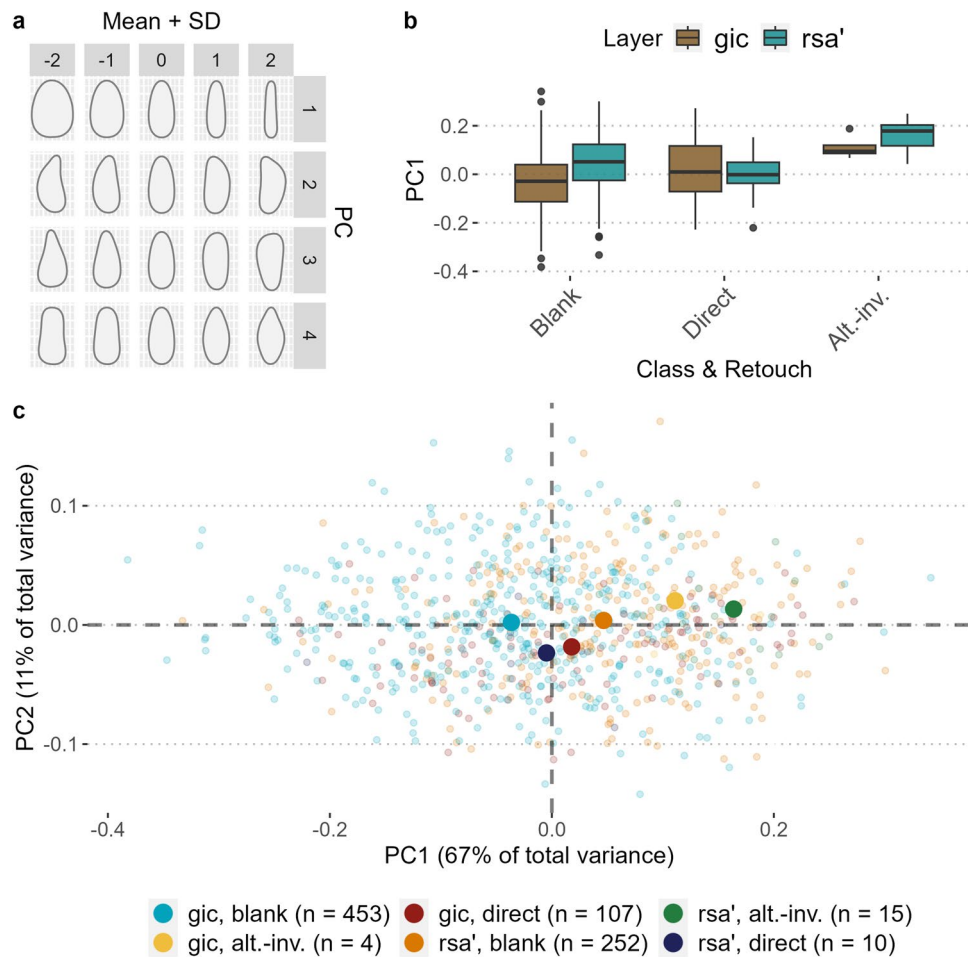 a
Mean + SD
-2 -1 0 1 2
1
2
3
4
PC
b
Layer gic rsa'
0.2
0.0
-0.2
-0.4
PC1
Blank Direct Alt.-inv.
Class & Retouch
c
PC2 (11% of total variance)
0.1
0.0
-0.1
-0.4 -0.2 0.0 0.2
PC1 (67% of total variance)
gic, blank (n = 453) gic, direct (n = 107) rsa', alt.-inv. (n = 15)
gic, alt.-inv. (n = 4) rsa', blank (n = 252) rsa', direct (n = 10)